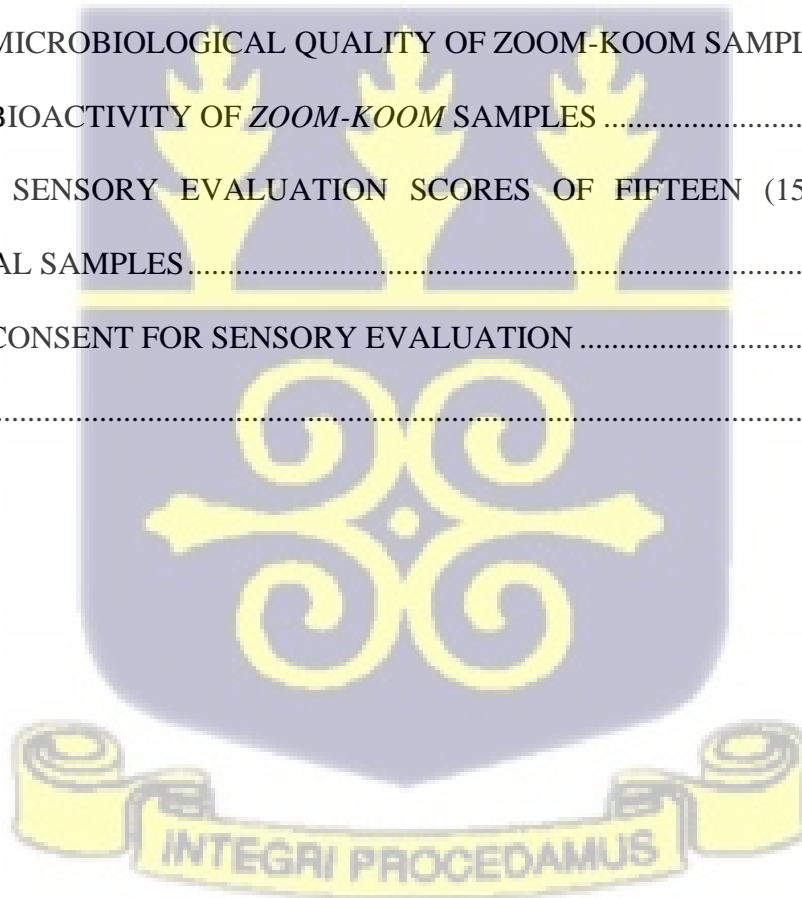 MICROBIOLOGICAL QUALITY OF ZOOM-KOOM SAMPL
BIOACTIVITY OF ZOOM-KOOM SAMPLES ......................
SENSORY EVALUATION SCORES OF FIFTEEN (15
AL SAMPLES ..............................................................................
CONSENT FOR SENSORY EVALUATION .........................
................................................................................................
INTEGRI PROCEDAMUS